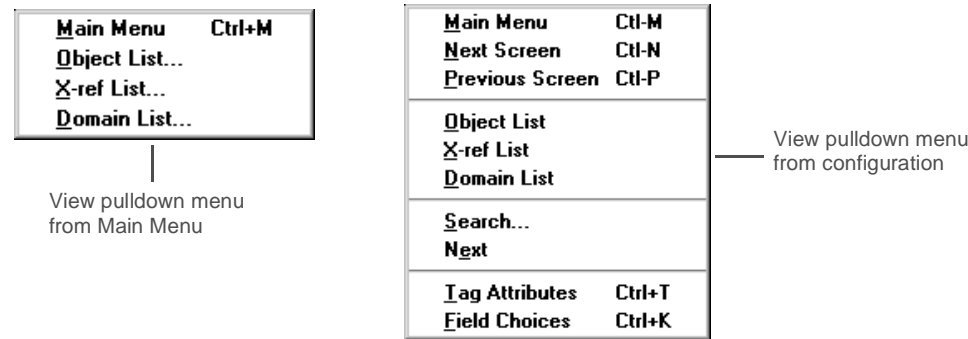 Main Menu Ctrl+M
Object List...
X-ref List...
Domain List...
View pulldown menu
from Main Menu
Main Menu Ctl-M
Next Screen Ctl-N
Previous Screen Ctl-P
Object List
X-ref List
Domain List
Search...
Next
Tag Attributes Ctrl+T
Field Choices Ctrl+K
View pulldown menu
from configuration